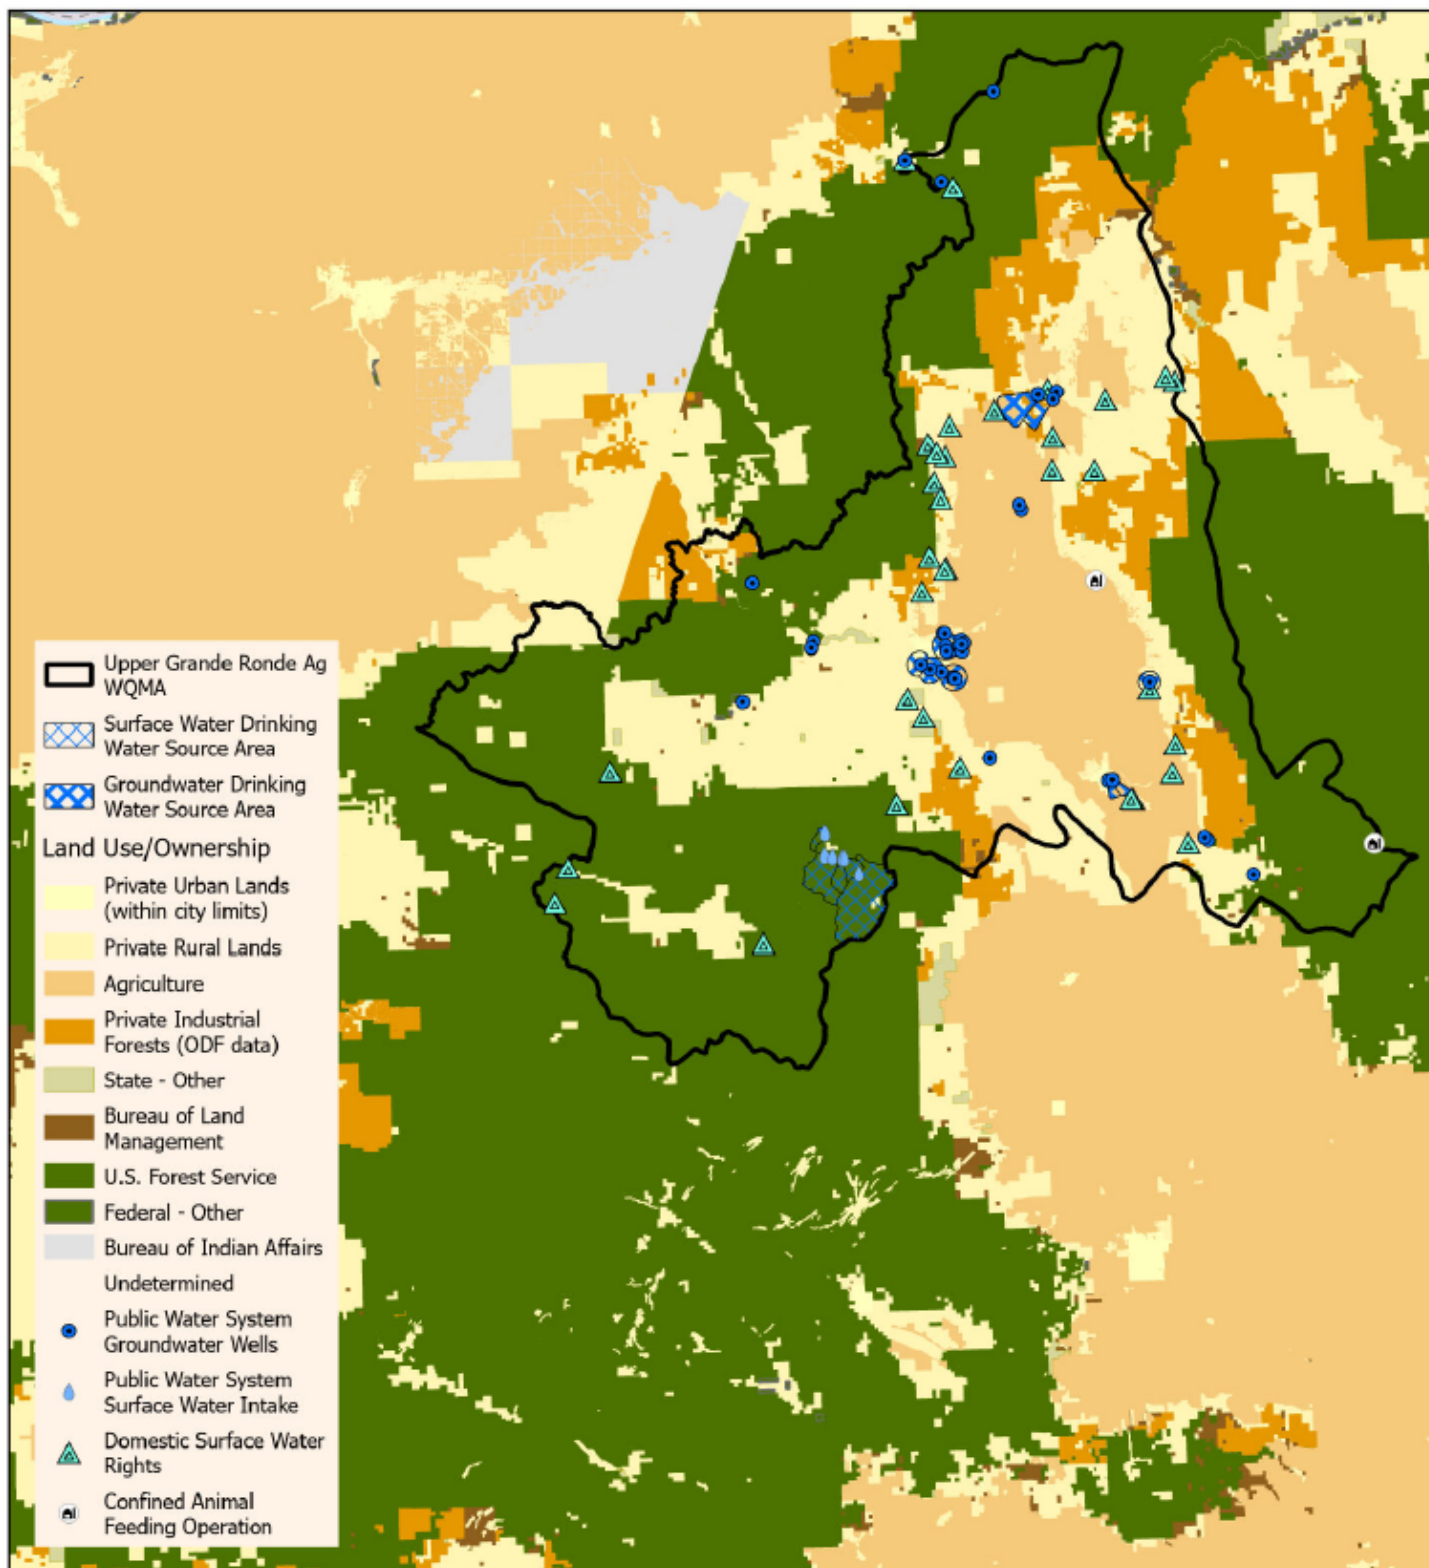 Upper Grande Ronde Ag
WQMA
Surface Water Drinking
Water Source Area
Groundwater Drinking
Water Source Area
Land Use/Ownership
Private Urban Lands
(within city limits)
Private Rural Lands
Agriculture
Private Industrial
Forests (ODF data)
State - Other
Bureau of Land
Management
U.S. Forest Service
Federal - Other
Bureau of Indian Affairs
Undetermined
Public Water System
Groundwater Wells
Public Water System
Surface Water Intake
Domestic Surface Water
Rights
Confined Animal
Feeding Operation